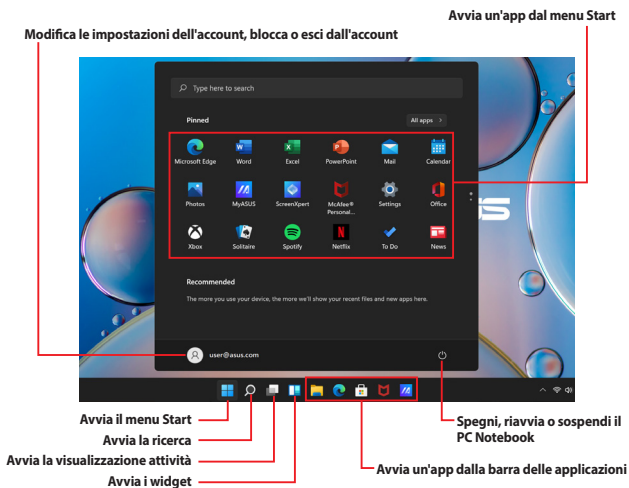 Avvia un'app dal menu Start
Modifica le impostazioni dell'account, blocca o esci dall'account
Type here to search
Pinned
All apps >
Microsoft Edge
Word
Excel
PowerPoint
Mail
Calendar
Photos
MyASUS
ScreenXpert
McAfee®
Personal...
Settings
Office
Xbox
Solitaire
Spotify
Netflix
To Do
News
Recommended
The more you use your device, the more we'll show your recent files and new apps here.
user@asus.com
Avvia il menu Start
Avvia la ricerca
Avvia la visualizzazione attività
Avvia i widget
Spegni, riavvia o sospendi il
PC Notebook
Avvia un'app dalla barra delle applicazioni